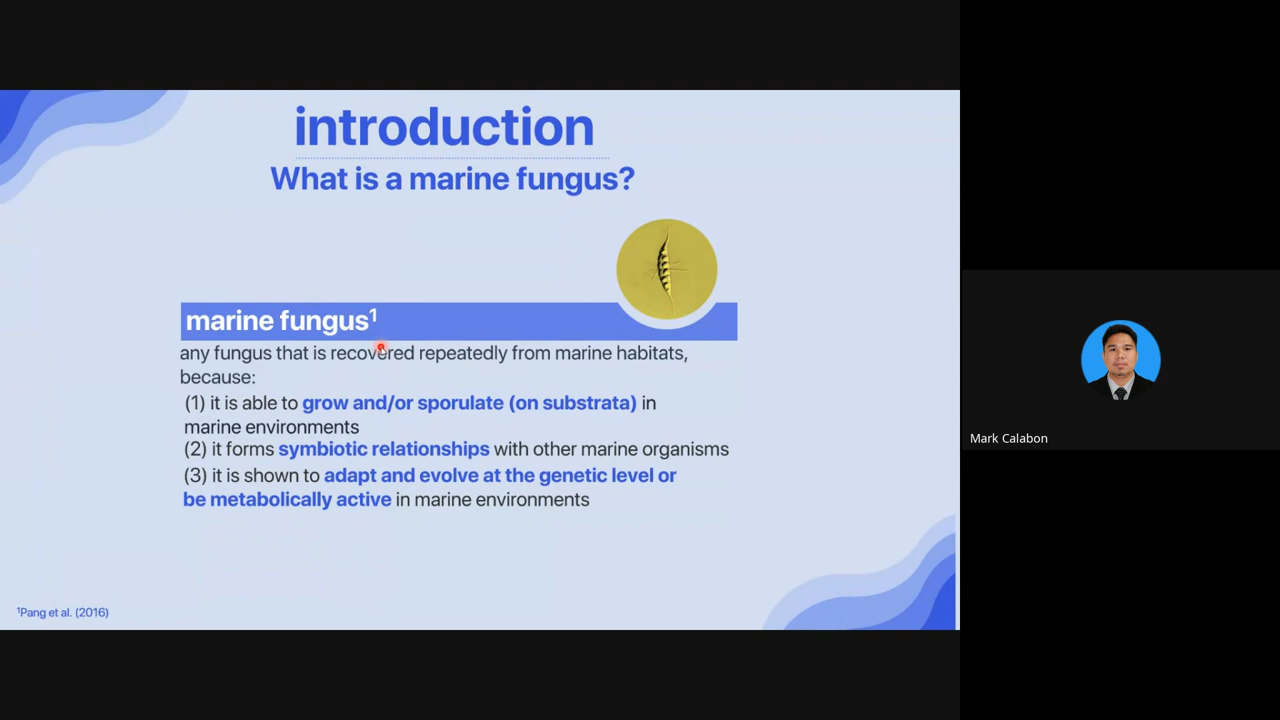 introduction
What is a marine fungus?
marine fungus¹
any fungus that is recovered repeatedly from marine habitats,
because:
(1) it is able to grow and/or sporulate (on substrata) in
marine environments
(2) it forms symbiotic relationships with other marine organisms
(3) it is shown to adapt and evolve at the genetic level or
be metabolically active in marine environments
¹Pang et al. (2016)
Mark Calabon